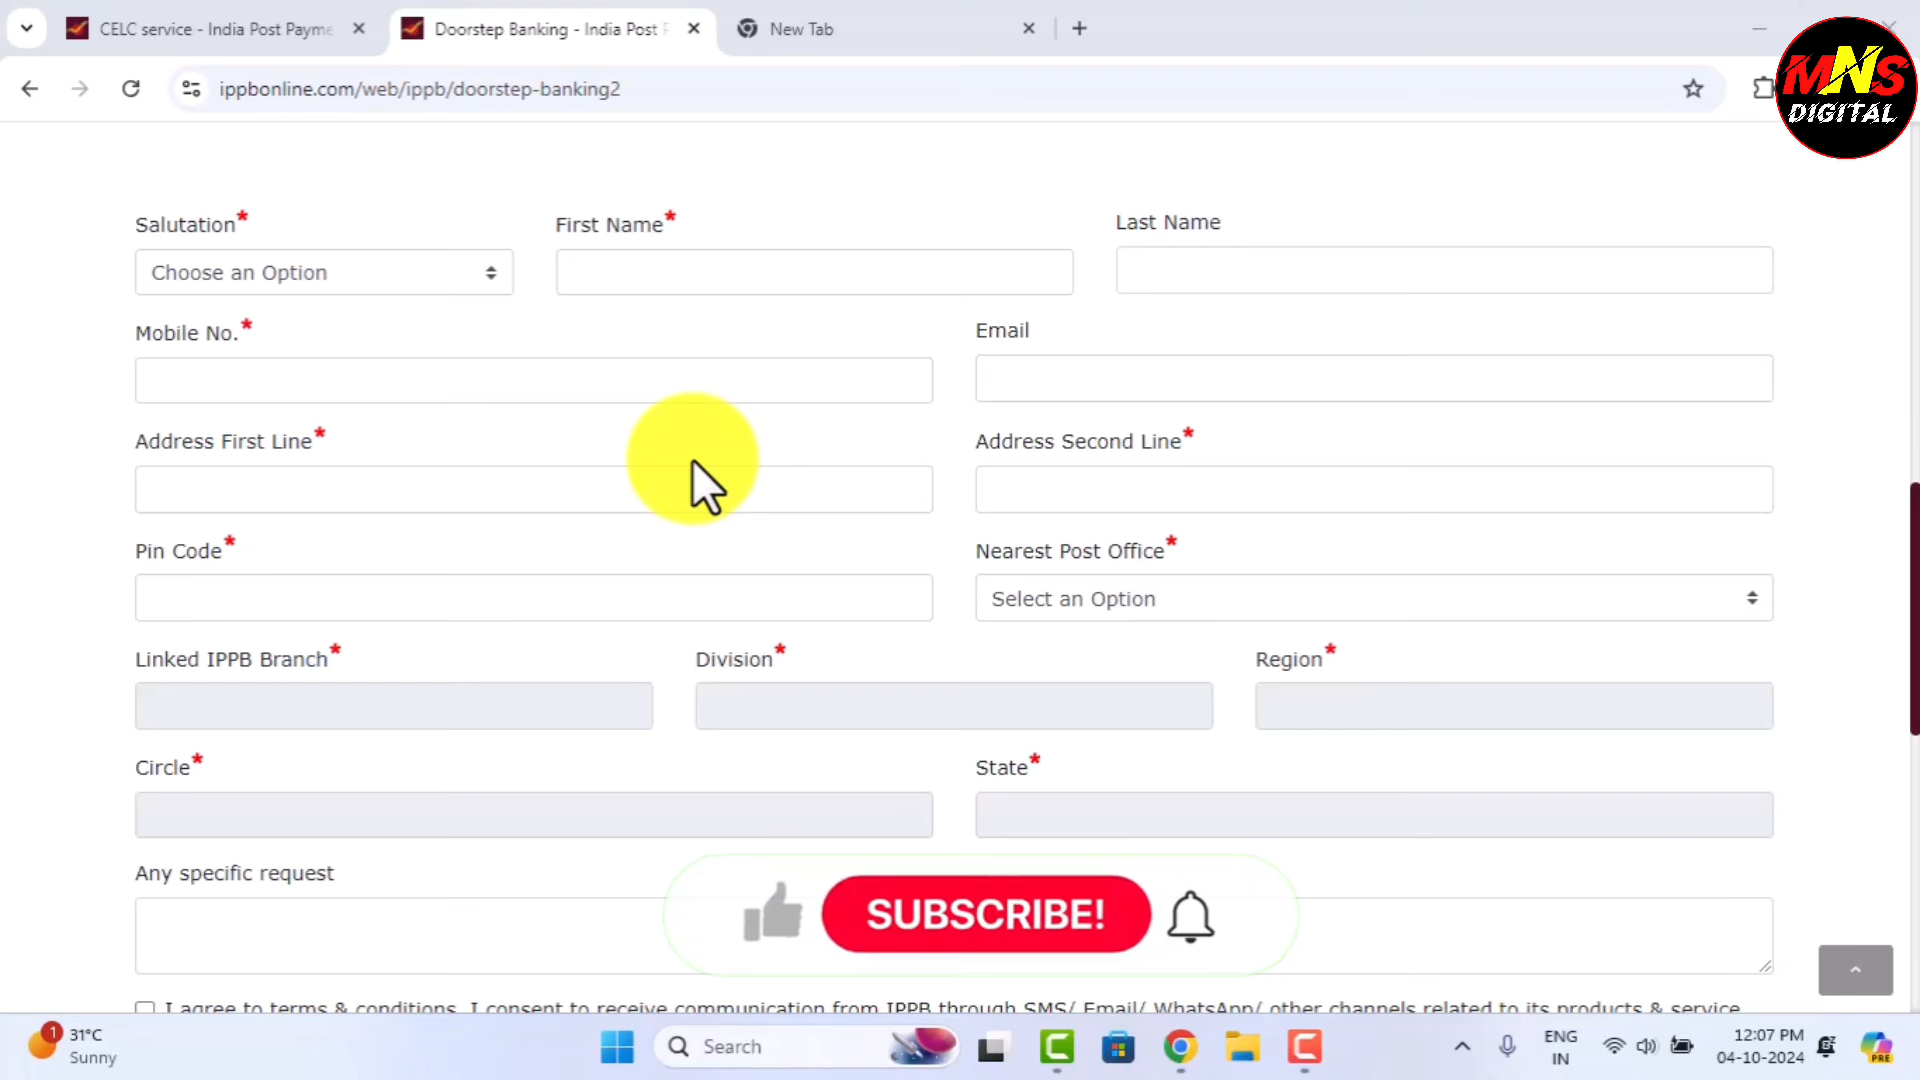 CELC service - India Post Payme
Doorstep Banking - India Post P
New Tab
ippbonline.com/web/ippb/doorstep-banking2
MNS
DIGITAL
Salutation*
First Name*
Last Name
Choose an Option
Mobile No.*
Email
Address First Line*
Address Second Line*
Pin Code*
Nearest Post Office*
Select an Option
Linked IPPB Branch*
Division*
Region*
Circle*
State*
Any specific request
SUBSCRIBE!
I agree to terms & conditions. I consent to receive communication from IPPB through SMS/ Email/ WhatsApp/ other channels related to its products & service
1
31°C
Sunny
Search
ENG
IN
12:07 PM
04-10-2024
PRE